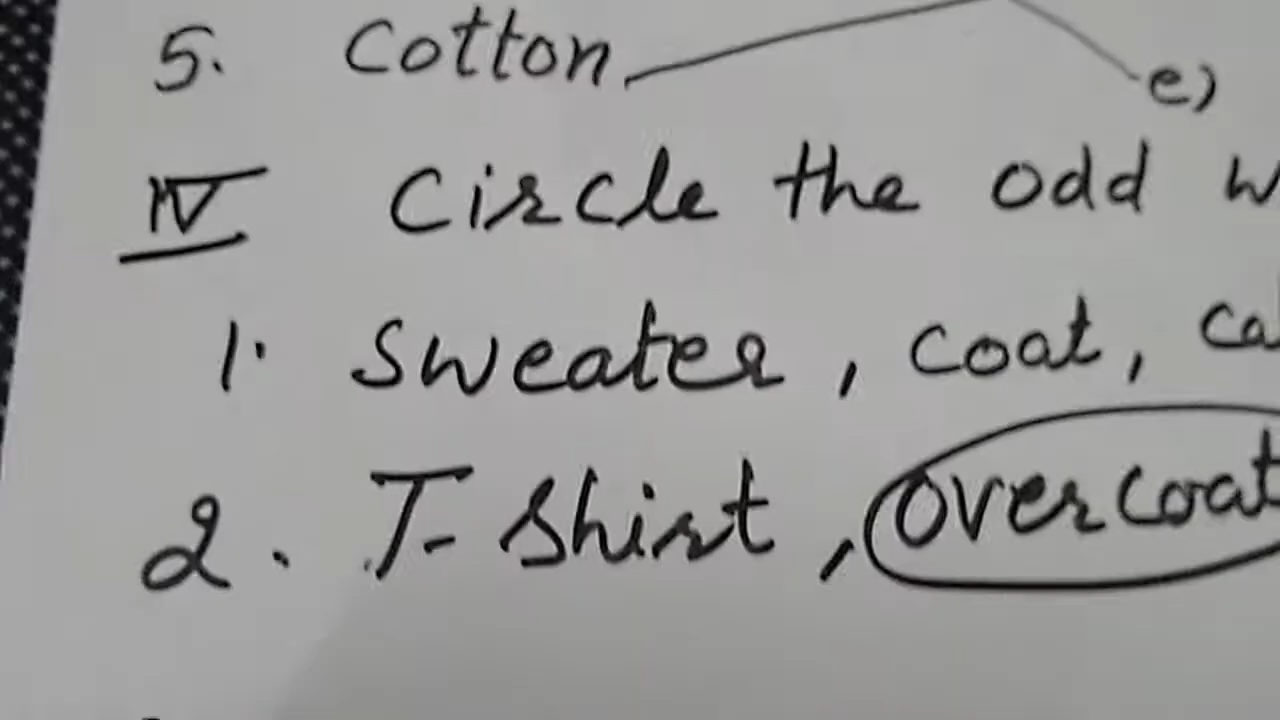 5. Cotton
e)
IV Circle the odd
1. Sweater, coat,
2. T-Shirt, overcoat